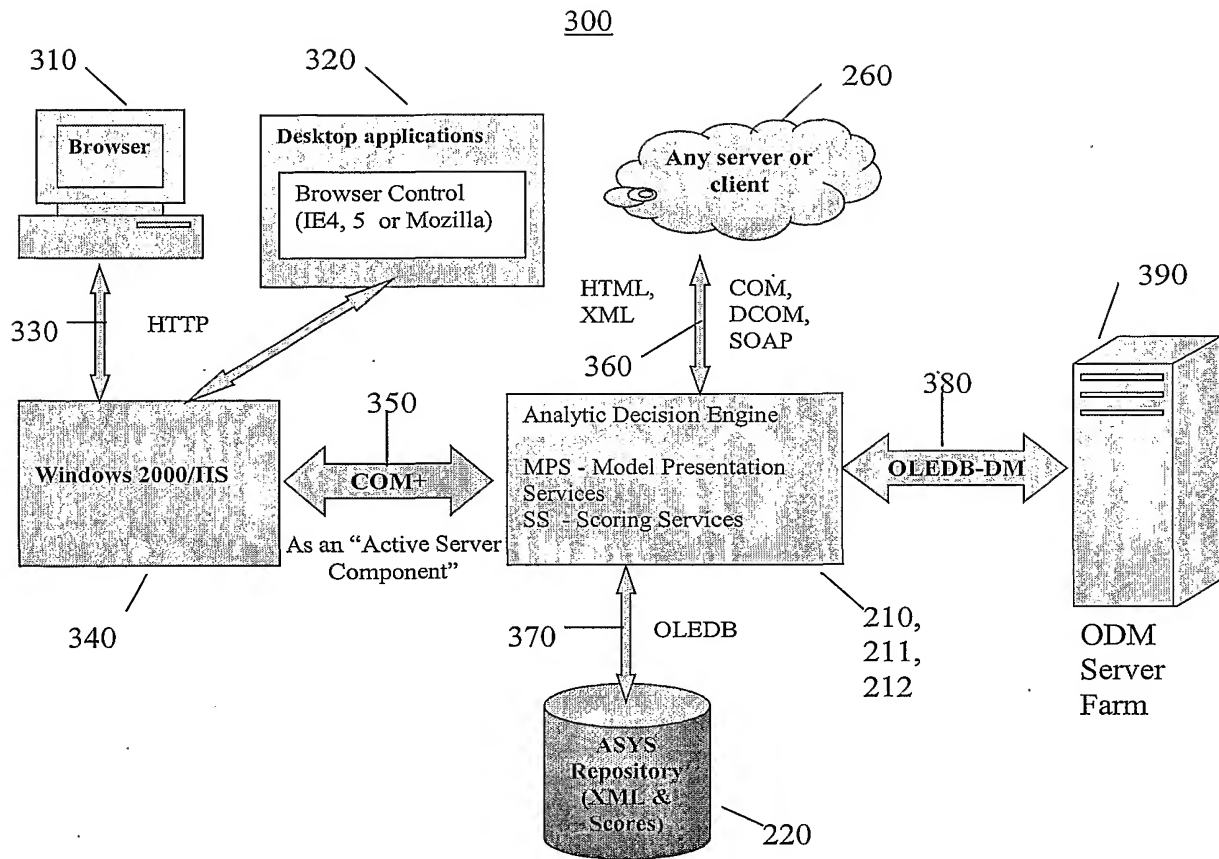 300
310
320
260
Browser
Desktop applications
Browser Control
(IE4, 5 or Mozilla)
Any server or
client
390
330
HTTP
HTML,
XML
COM,
DCOM,
SOAP
360
350
380
Windows 2000/IIS
COM+
As an “Active Server
Component”
Analytic Decision Engine
MPS - Model Presentation
Services
SS - Scoring Services
OLEDB-DM
340
370
OLEDB
210,
211,
212
ODM
Server
Farm
ASYS
Repository
(XML &
Scores)
220